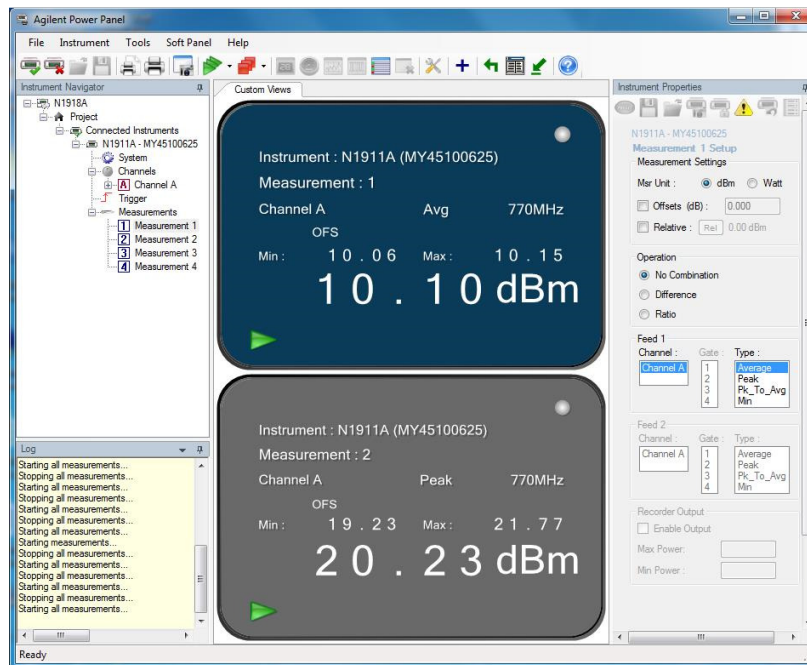 Agilent Power Panel
File Instrument Tools Soft Panel Help
Instrument Navigator
N1918A
Project
Connected Instruments
N1911A - MY45100625
System
Channels
A Channel A
Trigger
Measurements
1 Measurement 1
2 Measurement 2
3 Measurement 3
4 Measurement 4
Log
Starting all measurements...
Stopping all measurements...
Starting all measurements...
Stopping all measurements...
Starting all measurements...
Stopping all measurements...
Starting all measurements...
Starting measurements...
Stopping all measurements...
Starting all measurements...
Stopping all measurements...
Starting all measurements...
Stopping all measurements...
Starting all measurements...
Custom Views
Instrument : N1911A (MY45100625)
Measurement : 1
Channel A Avg 770MHz
OFS
Min : 10.06 Max : 10.15
10.10 dBm
Instrument : N1911A (MY45100625)
Measurement : 2
Channel A Peak 770MHz
OFS
Min : 19.23 Max : 21.77
20.23 dBm
Instrument Properties
N1911A - MY45100625
Measurement 1 Setup
Measurement Settings
Msr Unit : dBm Watt
Offsets (dB) : 0.000
Relative : Rel 0.00 dBm
Operation
No Combination
Difference
Ratio
Feed 1
Channel : Gate : Type :
Channel A 1 Average
2 Peak
3 Pk_To_Avg
4 Min
Feed 2
Channel : Gate : Type :
Channel A 1 Average
2 Peak
3 Pk_To_Avg
4 Min
Recorder Output
Enable Output
Max Power:
Min Power :
Ready